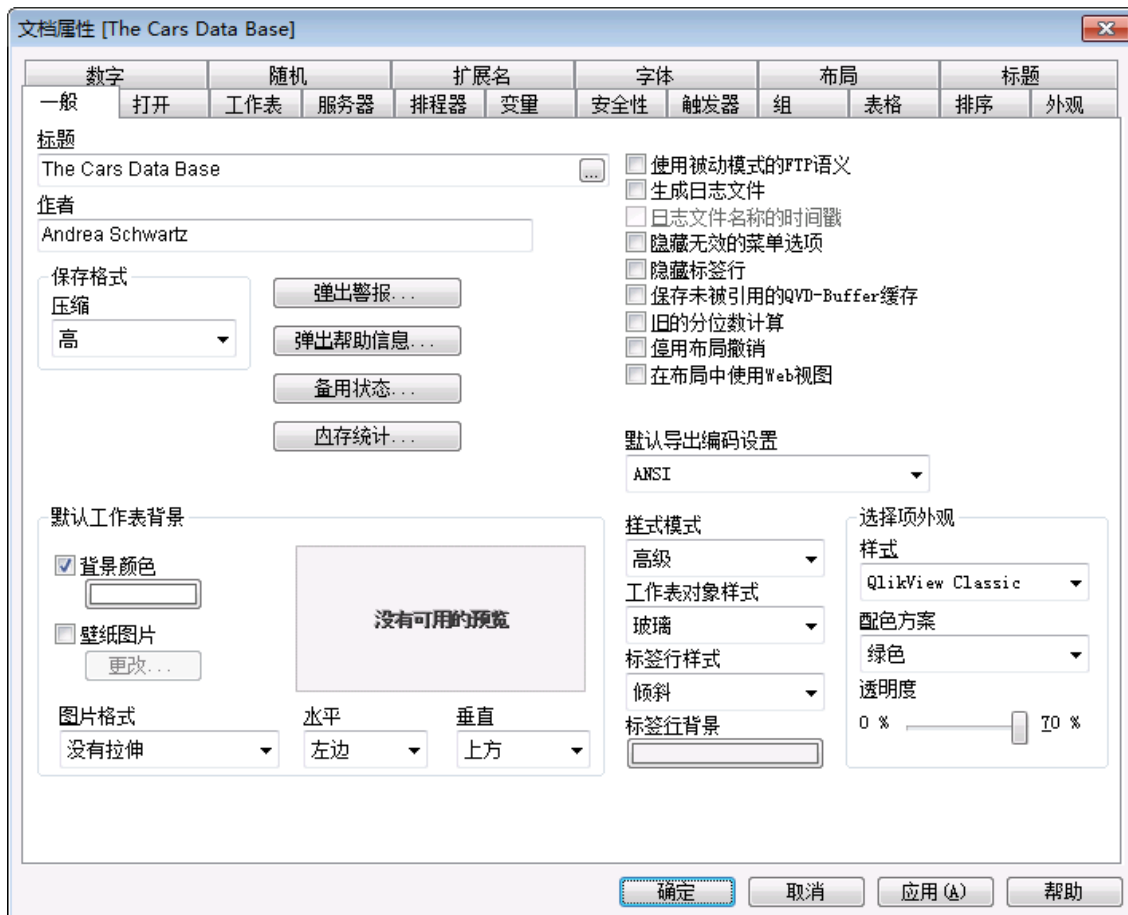 文档属性 [The Cars Data Base]
数字 随机 扩展名 字体 布局 标题
一般 打开 工作表 服务器 排程器 变量 安全性 触发器 组 表格 排序 外观
标题
The Cars Data Base ...
作者
Andrea Schwartz
保存格式
压缩
高
弹出警报...
弹出帮助信息...
备用状态...
内存统计...
使用被动模式的FTP语义
生成日志文件
日志文件名称的时间戳
隐藏无效的菜单选项
隐藏标签行
保存未被引用的QVD-Buffer缓存
旧的分位数计算
停用布局撤销
在布局中使用Web视图
默认导出编码设置
ANSI
默认工作表背景
背景颜色
壁纸图片
更改...
没有可用的预览
图片格式 水平 垂直
没有拉伸 左边 上方
样式模式
高级
工作表对象样式
玻璃
标签行样式
倾斜
标签行背景
选择项外观
样式
QlikView Classic
配色方案
绿色
透明度
0 % 70 %
确定 取消 应用(A) 帮助